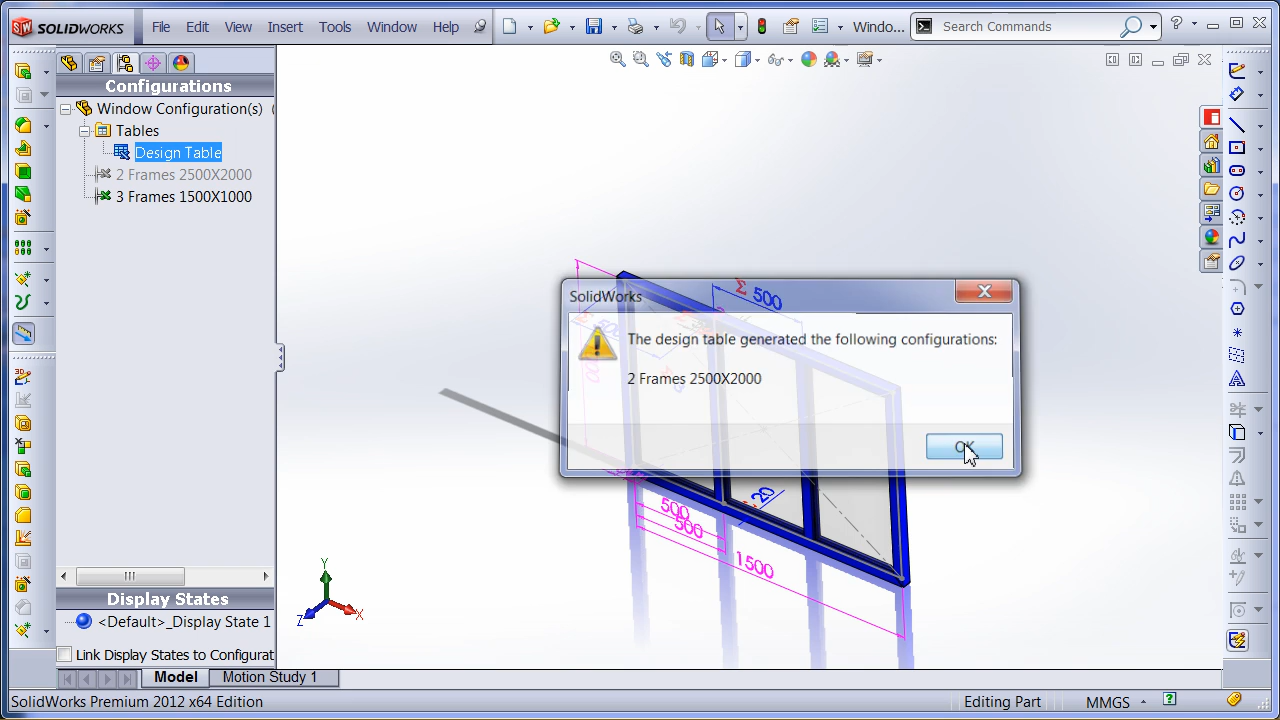 SOLIDWORKS File Edit View Insert Tools Window Help Windo... Search Commands
Configurations
Window Configuration(s) (
Tables
Design Table
2 Frames 2500X2000
3 Frames 1500X1000
Display States
<Default>_Display State 1
Link Display States to Configurat
Σ 500
500
500
1500
20
SolidWorks
The design table generated the following configurations:
2 Frames 2500X2000
OK
Y
X
Z
Model
Motion Study 1
SolidWorks Premium 2012 x64 Edition
Editing Part
MMGS